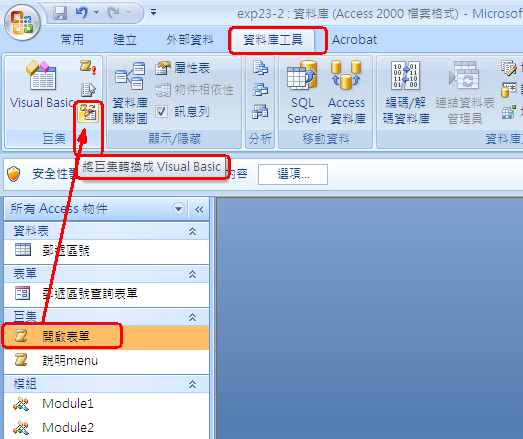 exp23-2 : 資料庫 (Access 2000 檔案格式) - Microsof
常用 建立 外部資料 資料庫工具 Acrobat
Visual Basic
巨集
資料庫
關聯圖
屬性表
物件相依性
訊息列
顯示/隱藏
分析
SQL
Server
Access
資料庫
移動資料
編碼/解
碼資料庫
連結資料表
管理員
資料庫
將巨集轉換成 Visual Basic
安全性
內容
選項...
所有 Access 物件
資料表
郵遞區號
表單
郵遞區號查詢表單
巨集
開啟表單
說明menu
模組
Module1
Module2